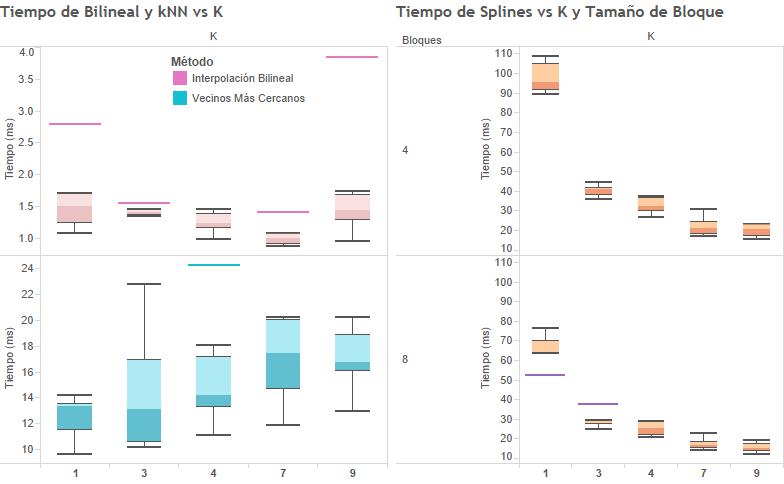 Tiempo de Bilineal y kNN vs K
K
Tiempo (ms)
4.0
3.5
3.0
2.5
2.0
1.5
1.0
Método
Interpolación Bilineal
Vecinos Más Cercanos
Tiempo (ms)
24
22
20
18
16
14
12
10
1 3 4 7 9
Tiempo de Splines vs K y Tamaño de Bloque
Bloques
K
4
Tiempo (ms)
110
100
90
80
70
60
50
40
30
20
10
8
Tiempo (ms)
110
100
90
80
70
60
50
40
30
20
10
1 3 4 7 9